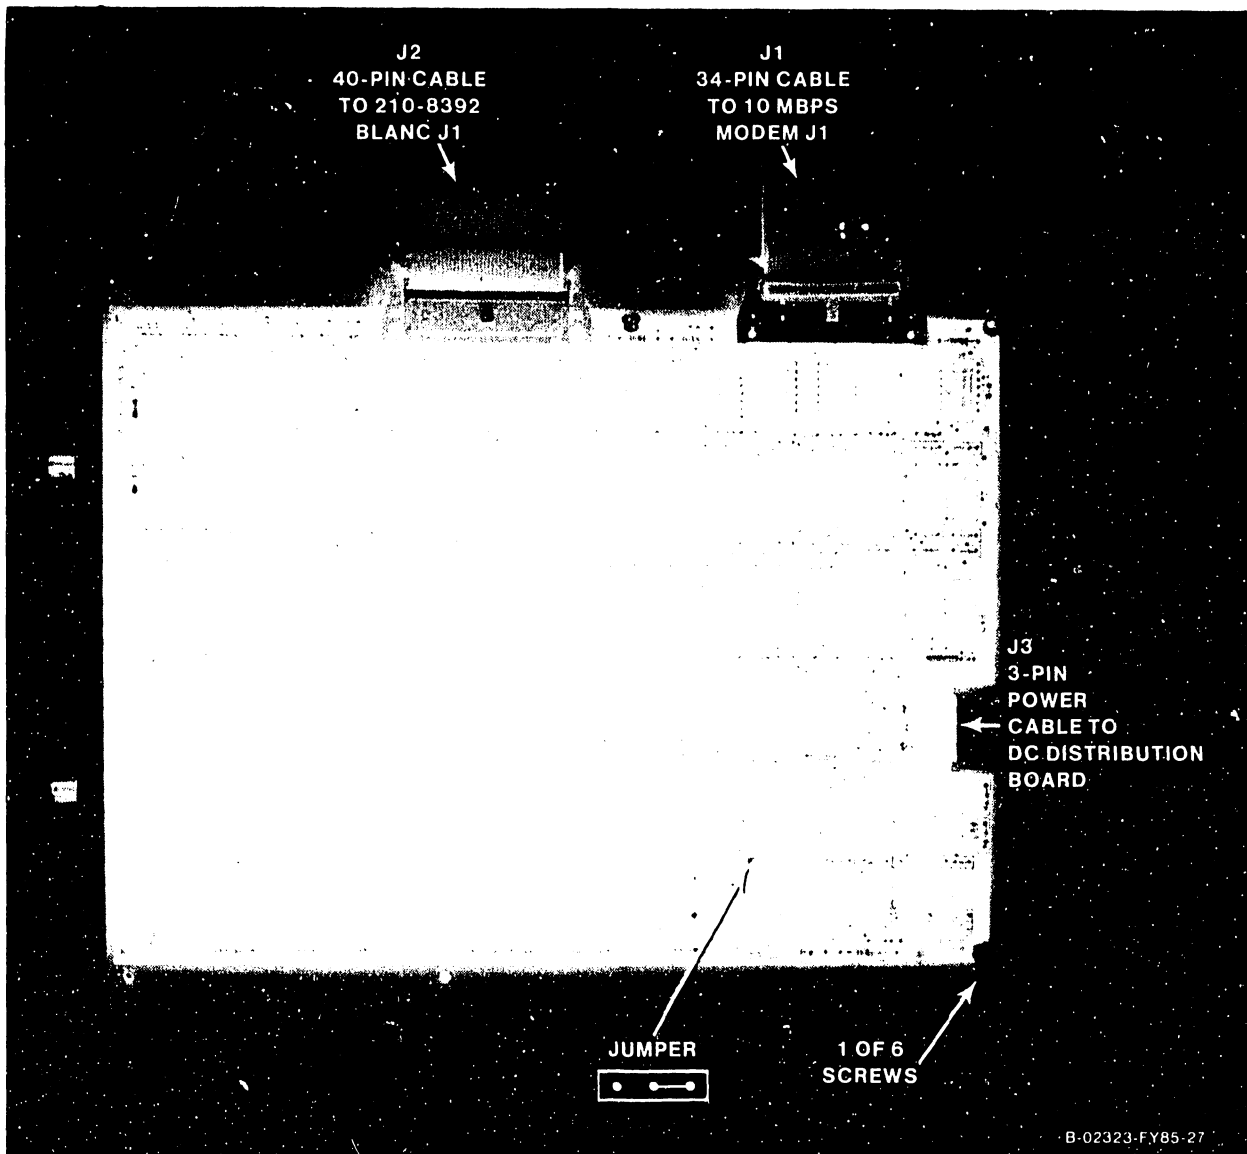 J2
40-PIN CABLE
TO 210-8392
BLANC J1
J1
34-PIN CABLE
TO 10 MBPS
MODEM J1
J3
3-PIN
POWER
CABLE TO
DC DISTRIBUTION
BOARD
JUMPER
1 OF 6
SCREWS
B-02323-FY85-27